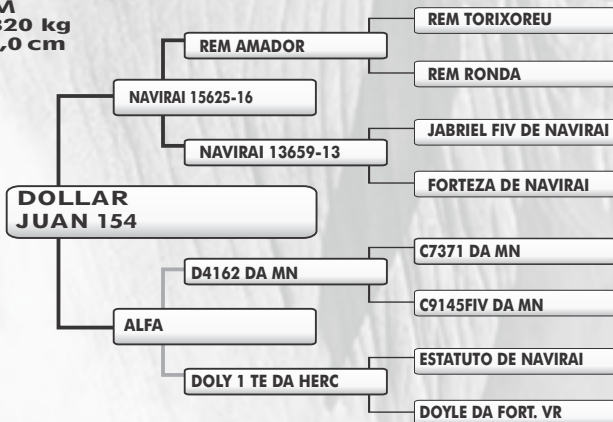 320 kg
,0 cm
REM TORIXOREU
REM AMADOR
REM RONDA
NAVIRAI 15625-16
JABRIEL FIV DE NAVIRAI
NAVIRAI 13659-13
FORTEZA DE NAVIRAI
DOLLAR
JUAN 154
C7371 DA MN
D4162 DA MN
C9145FIV DA MN
ALFA
ESTATUTO DE NAVIRAI
DOLY 1 TE DA HERC
DOYLE DA FORT. VR